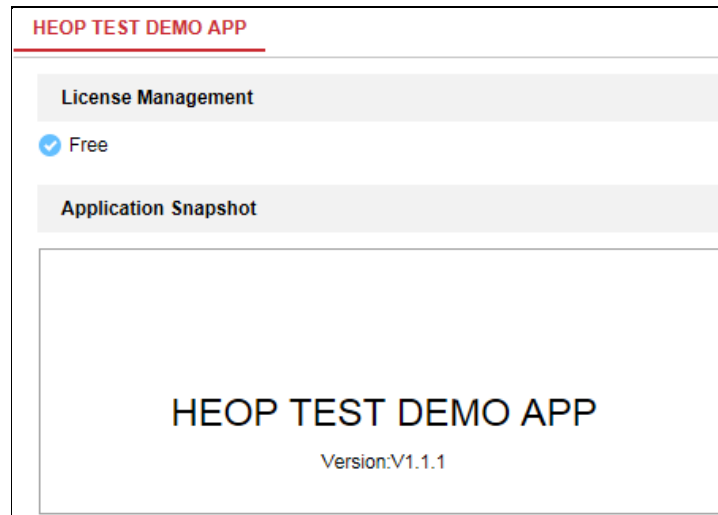 HEOP TEST DEMO APP
License Management
Free
Application Snapshot
HEOP TEST DEMO APP
Version:V1.1.1